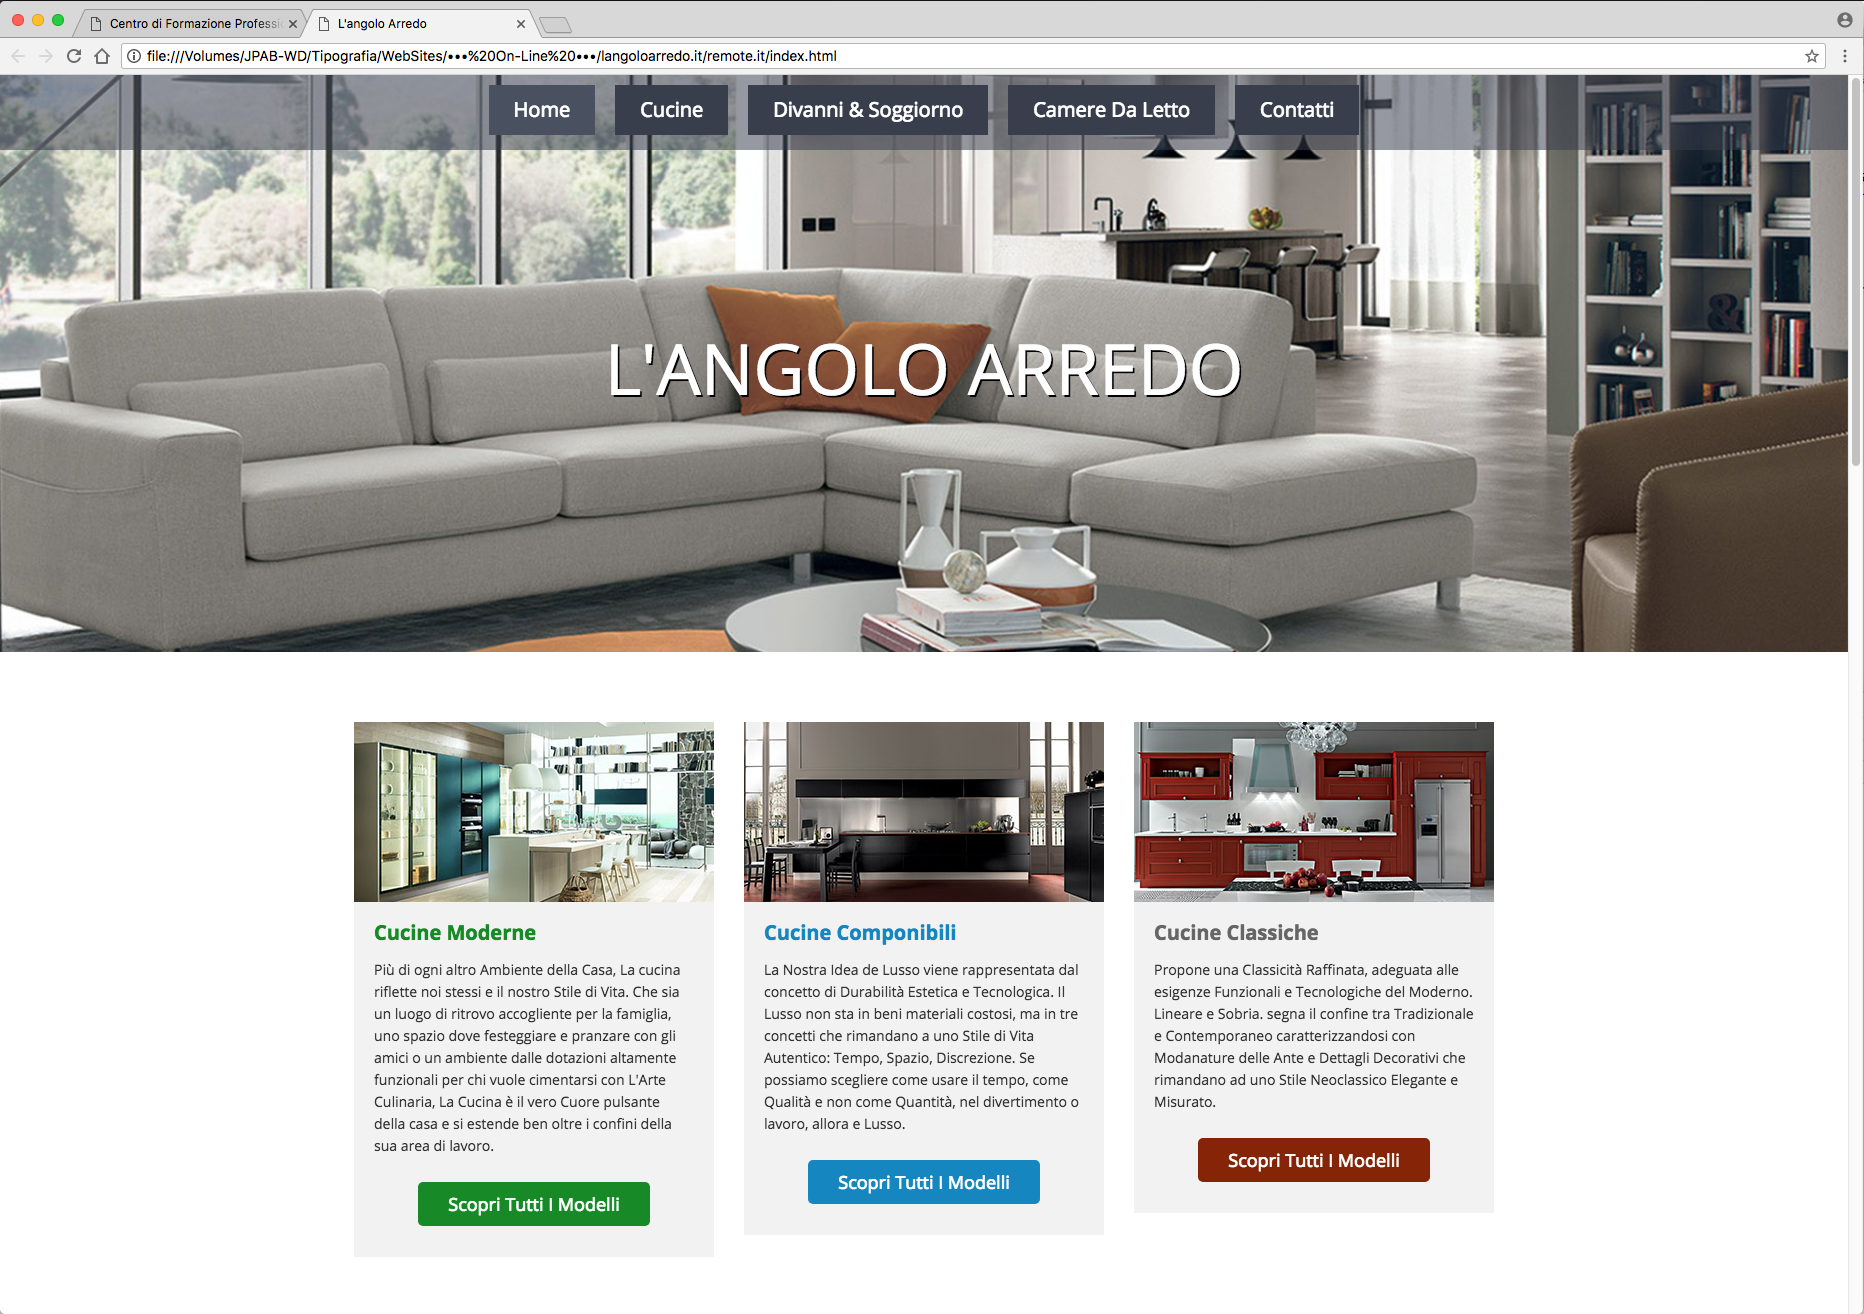 Centro di Formazione Professi
L'angolo Arredo
file:///Volumes/JPAB-WD/Tipografia/WebSites/•••%20On-Line%20•••/langoloarredo.it/remote.it/index.html
Home
Cucine
Divanni & Soggiorno
Camere Da Letto
Contatti
L'ANGOLO ARREDO
Cucine Moderne
Più di ogni altro Ambiente della Casa, La cucina
riflette noi stessi e il nostro Stile di Vita. Che sia
un luogo di ritrovo accogliente per la famiglia,
uno spazio dove festeggiare e pranzare con gli
amici o un ambiente dalle dotazioni altamente
funzionali per chi vuole cimentarsi con L'Arte
Culinaria, La Cucina è il vero Cuore pulsante
della casa e si estende ben oltre i confini della
sua area di lavoro.
Scopri Tutti I Modelli
Cucine Componibili
La Nostra Idea de Lusso viene rappresentata dal
concetto di Durabilità Estetica e Tecnologica. Il
Lusso non sta in beni materiali costosi, ma in tre
concetti che rimandano a uno Stile di Vita
Autentico: Tempo, Spazio, Discrezione. Se
possiamo scegliere come usare il tempo, come
Qualità e non come Quantità, nel divertimento o
lavoro, allora e Lusso.
Scopri Tutti I Modelli
Cucine Classiche
Propone una Classicità Raffinata, adeguata alle
esigenze Funzionali e Tecnologiche del Moderno.
Lineare e Sobria. segna il confine tra Tradizionale
e Contemporaneo caratterizzandosi con
Modanature delle Ante e Dettagli Decorativi che
rimandano ad uno Stile Neoclassico Elegante e
Misurato.
Scopri Tutti I Modelli